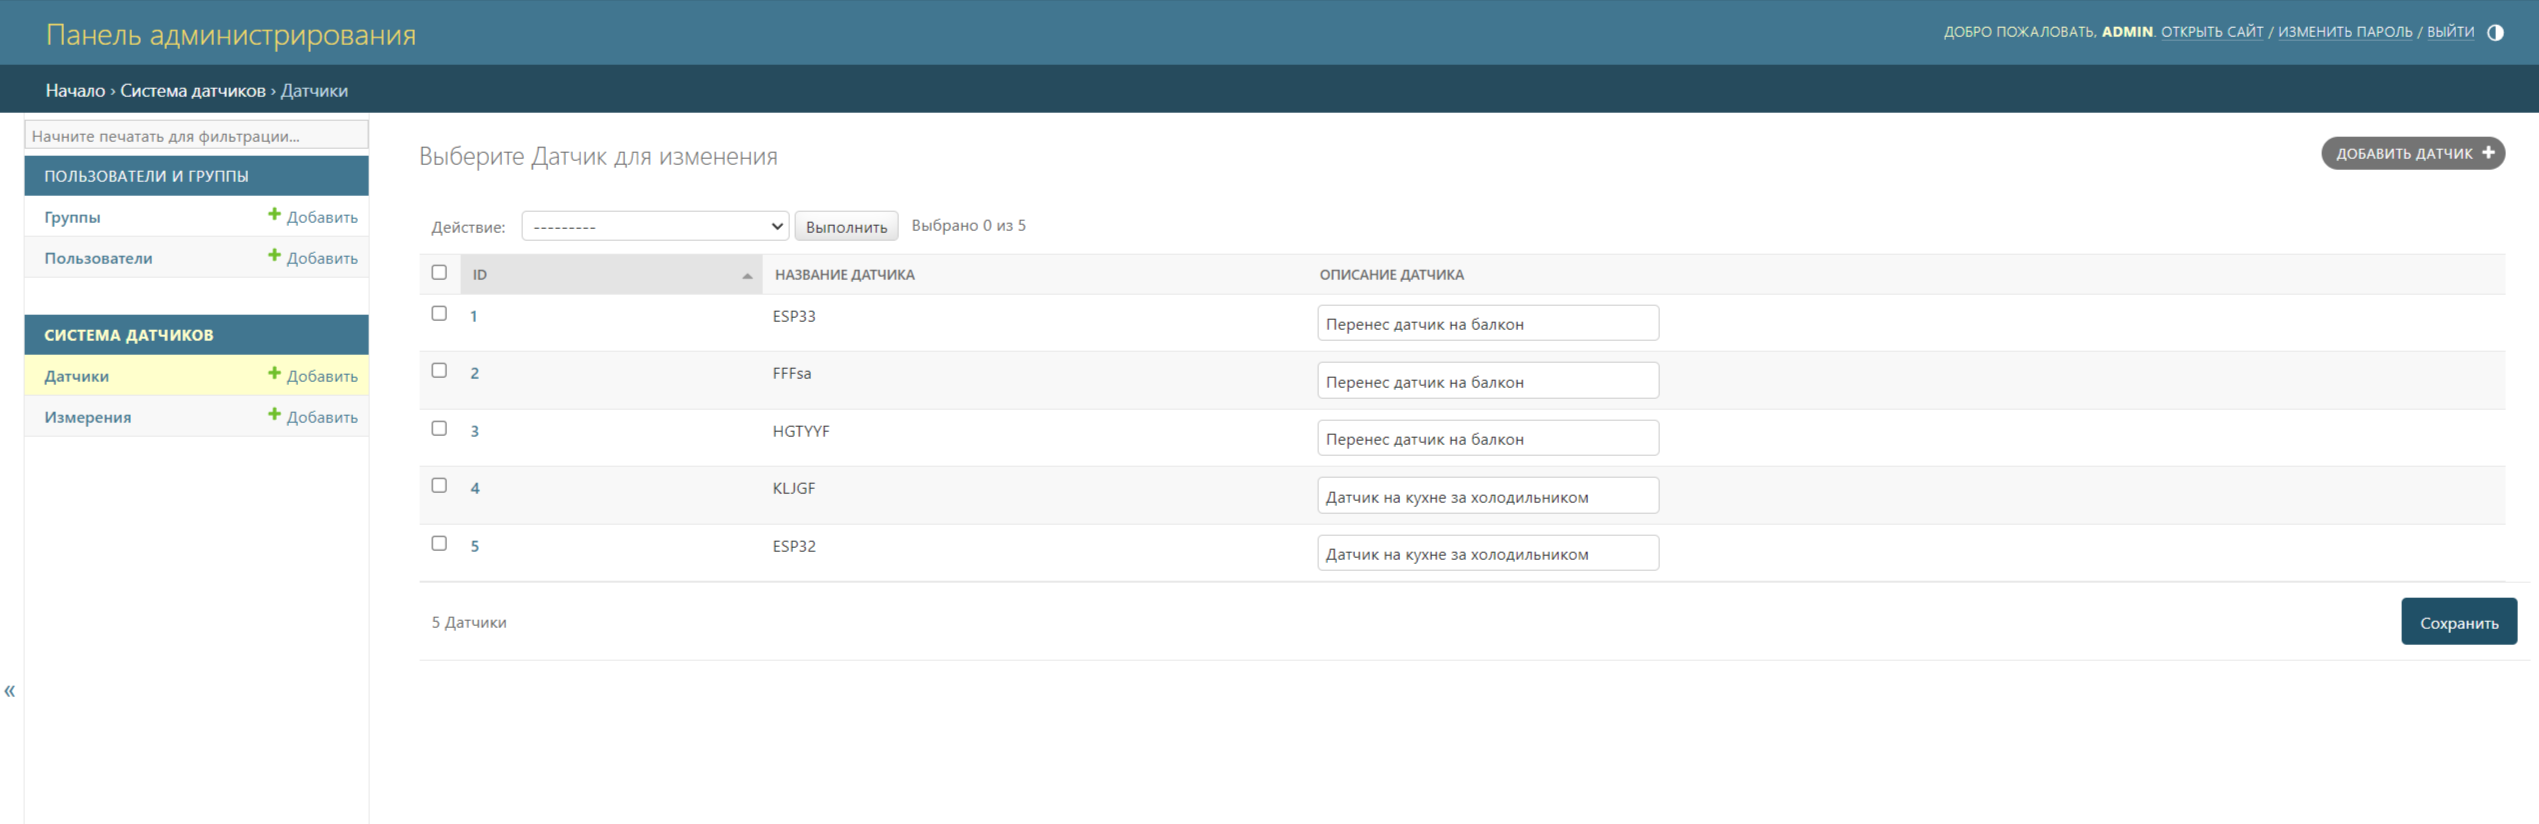 Панель администрирования
ДОБРО ПОЖАЛОВАТЬ, ADMIN. ОТКРЫТЬ САЙТ / ИЗМЕНИТЬ ПАРОЛЬ / ВЫЙТИ
Начало › Система датчиков › Датчики
Начните печатать для фильтрации...
ПОЛЬЗОВАТЕЛИ И ГРУППЫ
Группы + Добавить
Пользователи + Добавить
СИСТЕМА ДАТЧИКОВ
Датчики + Добавить
Измерения + Добавить
«
Выберите Датчик для изменения
ДОБАВИТЬ ДАТЧИК +
Действие: --------- Выполнить Выбрано 0 из 5
ID НАЗВАНИЕ ДАТЧИКА ОПИСАНИЕ ДАТЧИКА
1 ESP33 Перенес датчик на балкон
2 FFFsa Перенес датчик на балкон
3 HGTYYF Перенес датчик на балкон
4 KLJGF Датчик на кухне за холодильником
5 ESP32 Датчик на кухне за холодильником
5 Датчики
Сохранить